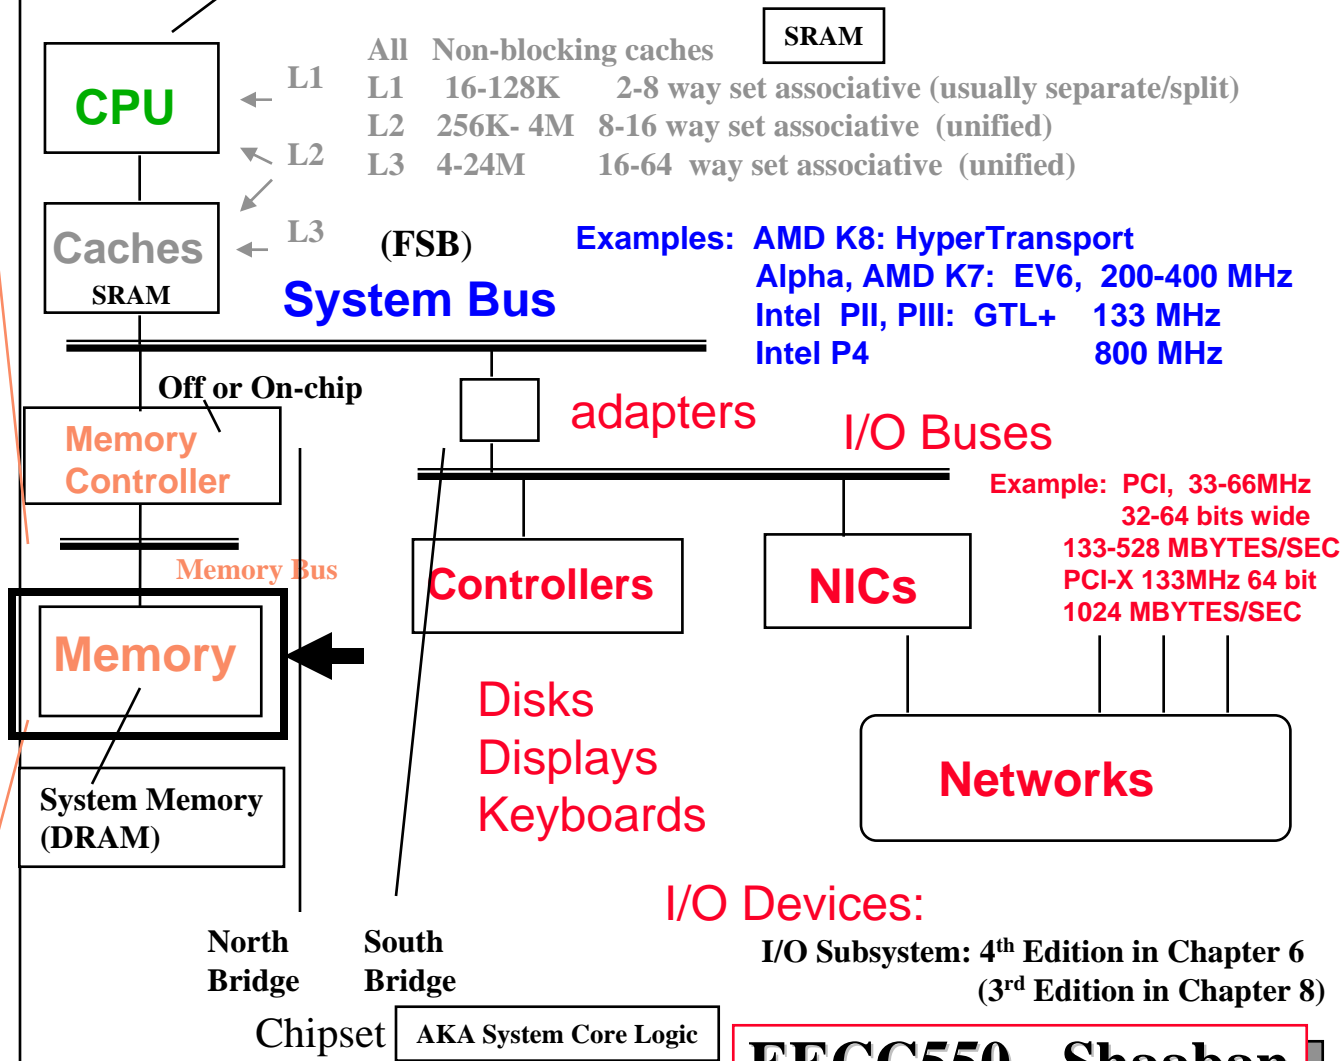 SRAM
All Non-blocking caches
L1 16-128K 2-8 way set associative (usually separate/split)
L2 256K- 4M 8-16 way set associative (unified)
L3 4-24M 16-64 way set associative (unified)
CPU
L1
L2
L3
Caches
SRAM
(FSB)
System Bus
Examples: AMD K8: HyperTransport
Alpha, AMD K7: EV6, 200-400 MHz
Intel PII, PIII: GTL+ 133 MHz
Intel P4 800 MHz
Off or On-chip
adapters
Memory
Controller
I/O Buses
Example: PCI, 33-66MHz
32-64 bits wide
133-528 MBYTES/SEC
PCI-X 133MHz 64 bit
1024 MBYTES/SEC
Memory Bus
Controllers
NICs
Memory
Disks
Displays
Keyboards
Networks
System Memory
(DRAM)
I/O Devices:
North
Bridge
South
Bridge
I/O Subsystem: 4th Edition in Chapter 6
(3rd Edition in Chapter 8)
Chipset
AKA System Core Logic
EECC550 - Shaaban